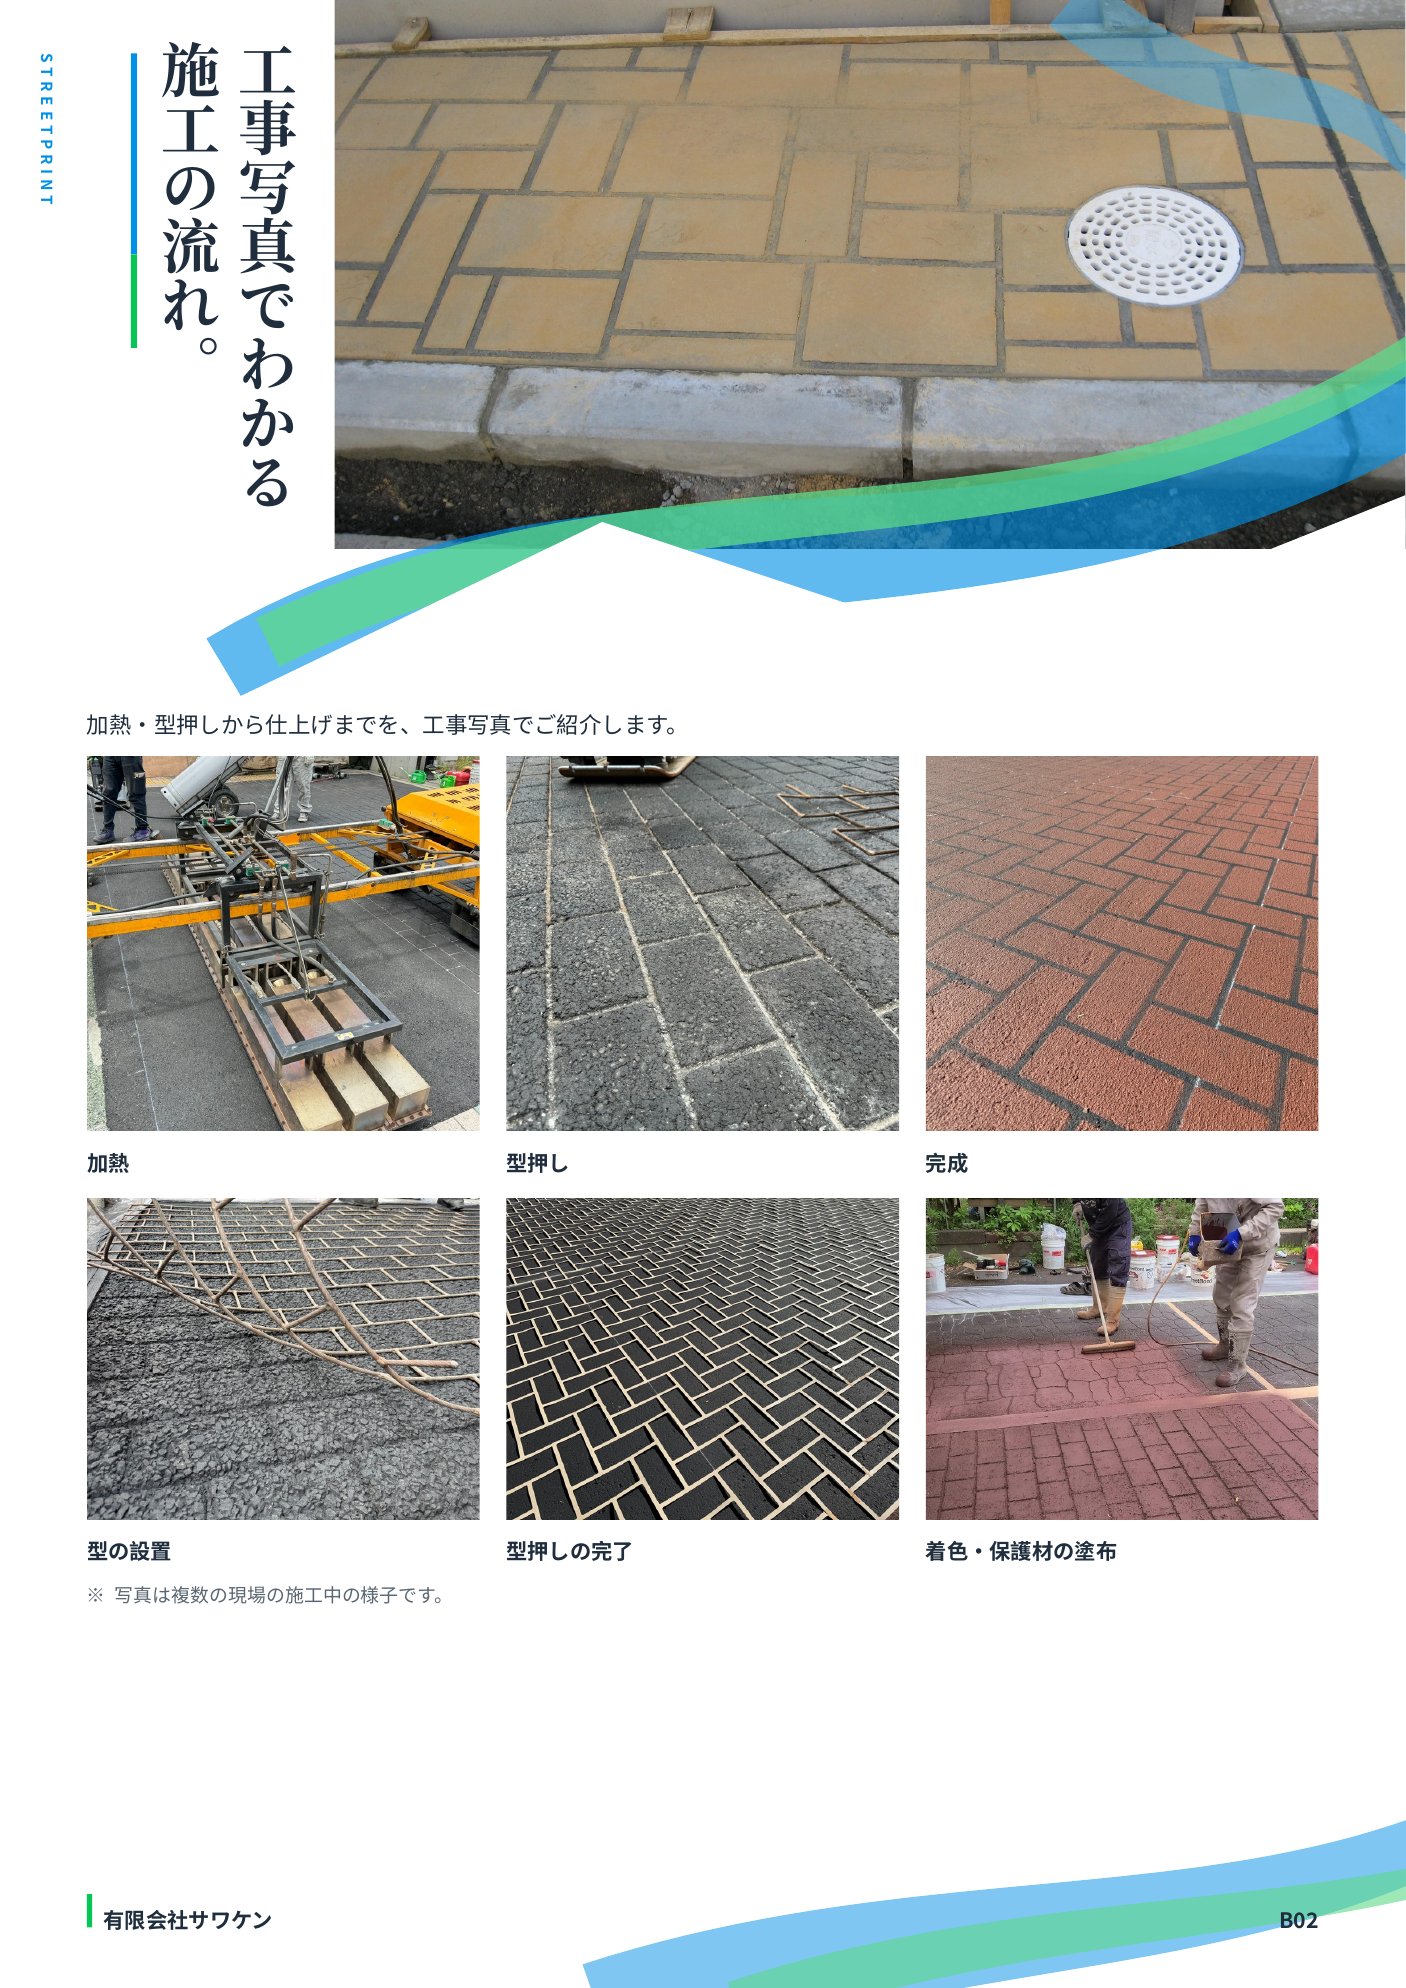 STREETPRINT
工事写真でわかる
施工の流れ。
加熱・型押しから仕上げまでを、工事写真でご紹介します。
加熱
型押し
完成
型の設置
型押しの完了
着色・保護材の塗布
※ 写真は複数の現場の施工中の様子です。
有限会社サワケン
B02